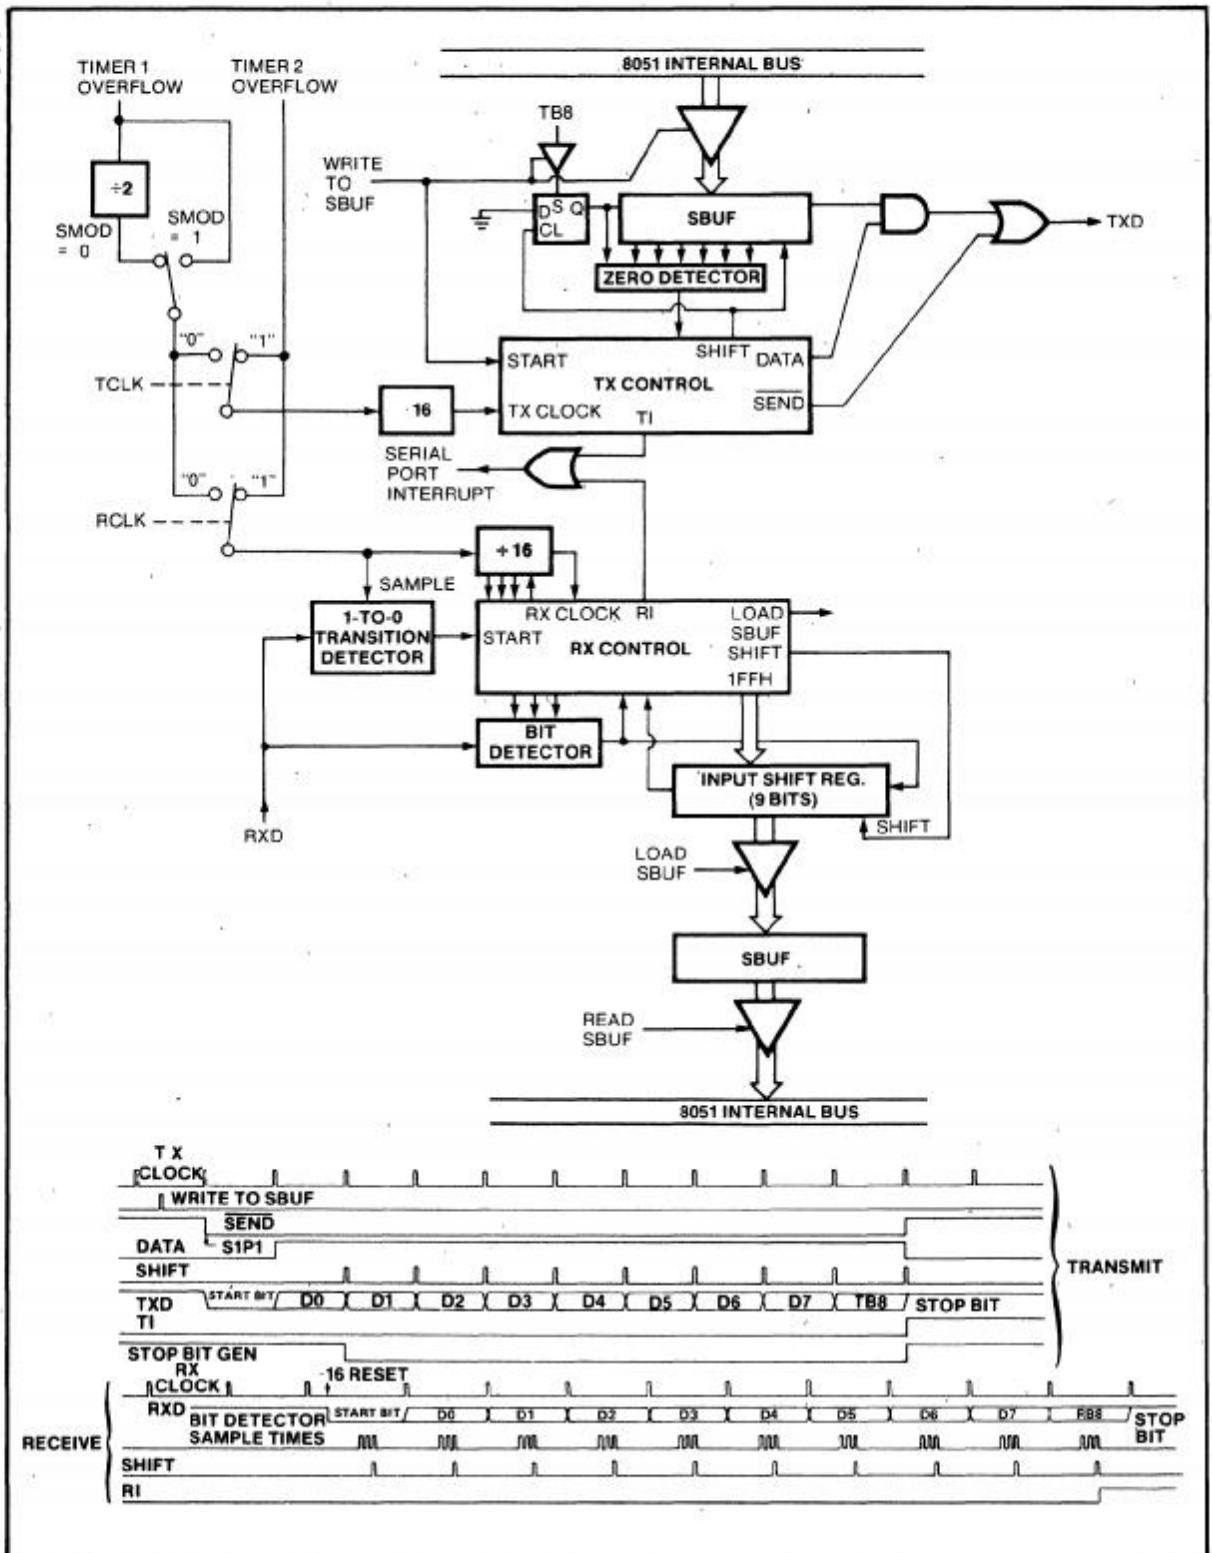 8051 INTERNAL BUS
TIMER 1
OVERFLOW
TIMER 2
OVERFLOW
TB8
WRITE
TO
SBUF
÷2
SMOD
= 0
SMOD
= 1
D S Q
CL
SBUF
TXD
ZERO DETECTOR
"0"
"1"
TCLK
START
SHIFT
DATA
TX CONTROL
SEND
16
TX CLOCK
TI
SERIAL
PORT
INTERRUPT
"0"
"1"
RCLK
÷16
SAMPLE
1-TO-0
TRANSITION
DETECTOR
RX CLOCK
RI
LOAD
SBUF
START
RX CONTROL
SHIFT
1FFH
BIT
DETECTOR
INPUT SHIFT REG.
(9 BITS)
RXD
SHIFT
LOAD
SBUF
SBUF
READ
SBUF
8051 INTERNAL BUS
T X
CLOCK
WRITE TO SBUF
SEND
DATA
S1P1
SHIFT
TRANSMIT
TXD
START BIT D0 D1 D2 D3 D4 D5 D6 D7 TB8 STOP BIT
TI
STOP BIT GEN
RX
CLOCK
16 RESET
RXD
START BIT D0 D1 D2 D3 D4 D5 D6 D7 RB8 STOP
BIT
BIT DETECTOR
SAMPLE TIMES
RECEIVE
SHIFT
RI